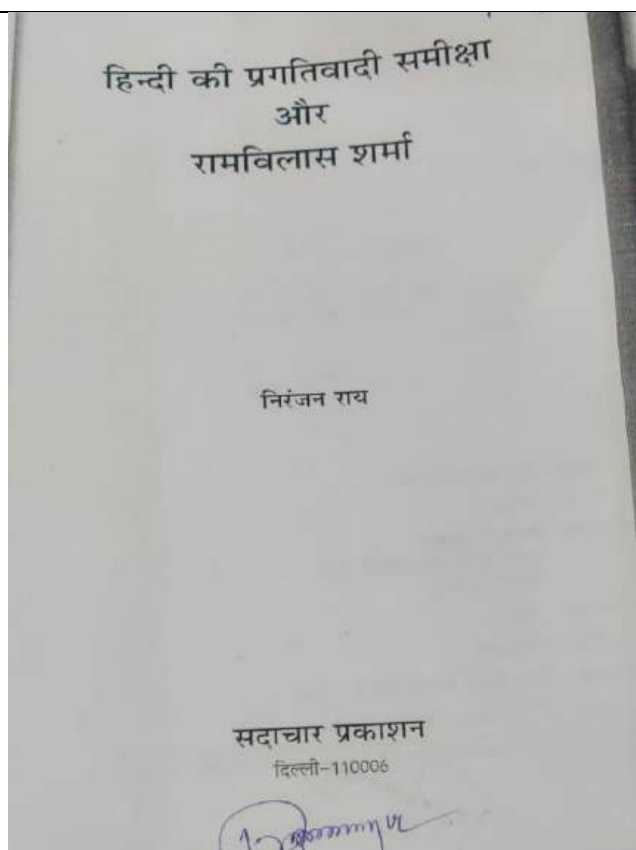 हिन्दी की प्रगतिवादी समीक्षा
और
रामविलास शर्मा
निरंजन राय
सदाचार प्रकाशन
दिल्ली-110006